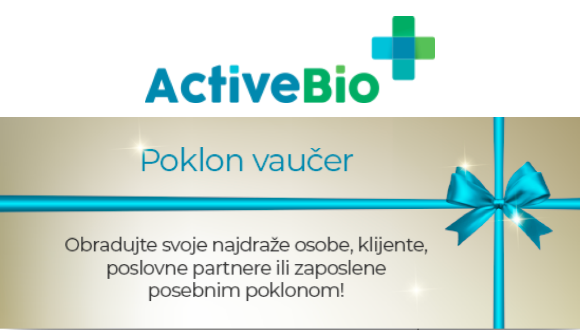 ActiveBio
Poklon vaučer
Obradujte svoje najdraže osobe, klijente,
poslovne partnere ili zaposlene
posebnim poklonom!